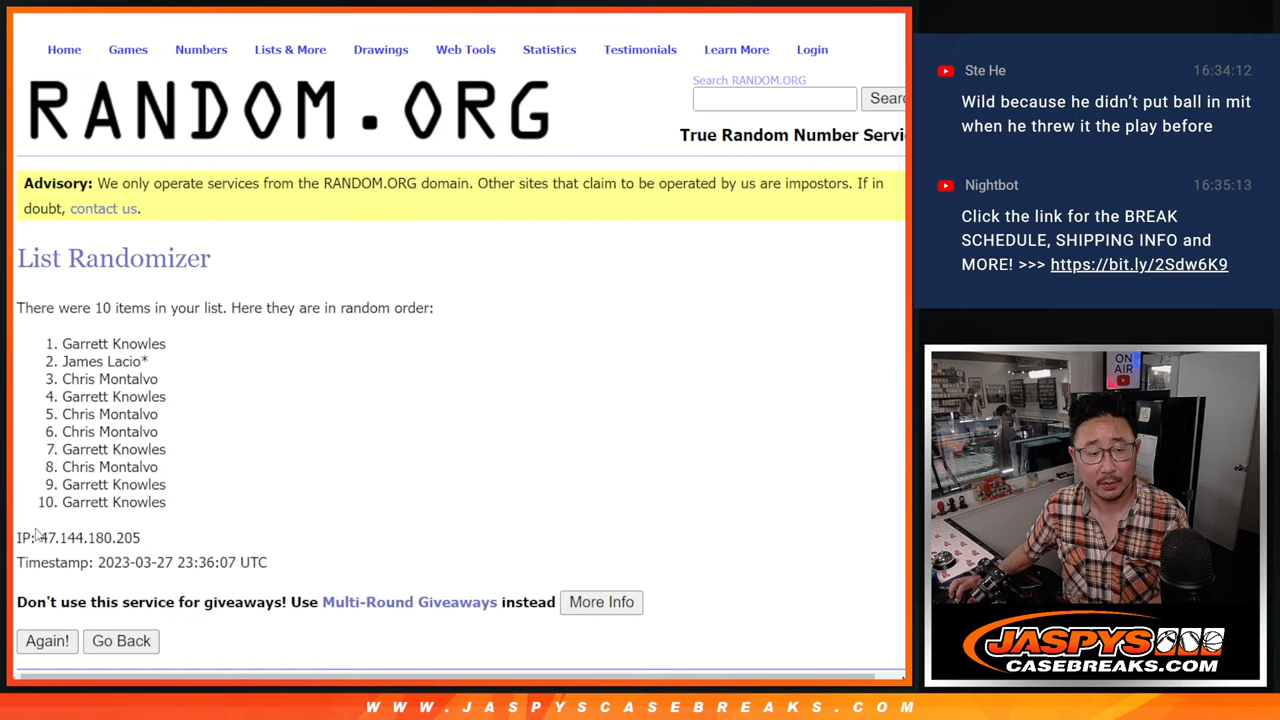 Home Games Numbers Lists & More Drawings Web Tools Statistics Testimonials Learn More Login
RANDOM.ORG
Search RANDOM.ORG
Searc
True Random Number Servi
Advisory: We only operate services from the RANDOM.ORG domain. Other sites that claim to be operated by us are impostors. If in
doubt, contact us.
List Randomizer
There were 10 items in your list. Here they are in random order:
1. Garrett Knowles
2. James Lacio*
3. Chris Montalvo
4. Garrett Knowles
5. Chris Montalvo
6. Chris Montalvo
7. Garrett Knowles
8. Chris Montalvo
9. Garrett Knowles
10. Garrett Knowles
IP: 47.144.180.205
Timestamp: 2023-03-27 23:36:07 UTC
Don't use this service for giveaways! Use Multi-Round Giveaways instead More Info
Again! Go Back
Ste He 16:34:12
Wild because he didn't put ball in mit
when he threw it the play before
Nightbot 16:35:13
Click the link for the BREAK
SCHEDULE, SHIPPING INFO and
MORE! >>> https://bit.ly/2Sdw6K9
ON
AIR
JASPYS
CASEBREAKS.COM
WWW.JASPYSCASEBREAKS.COM